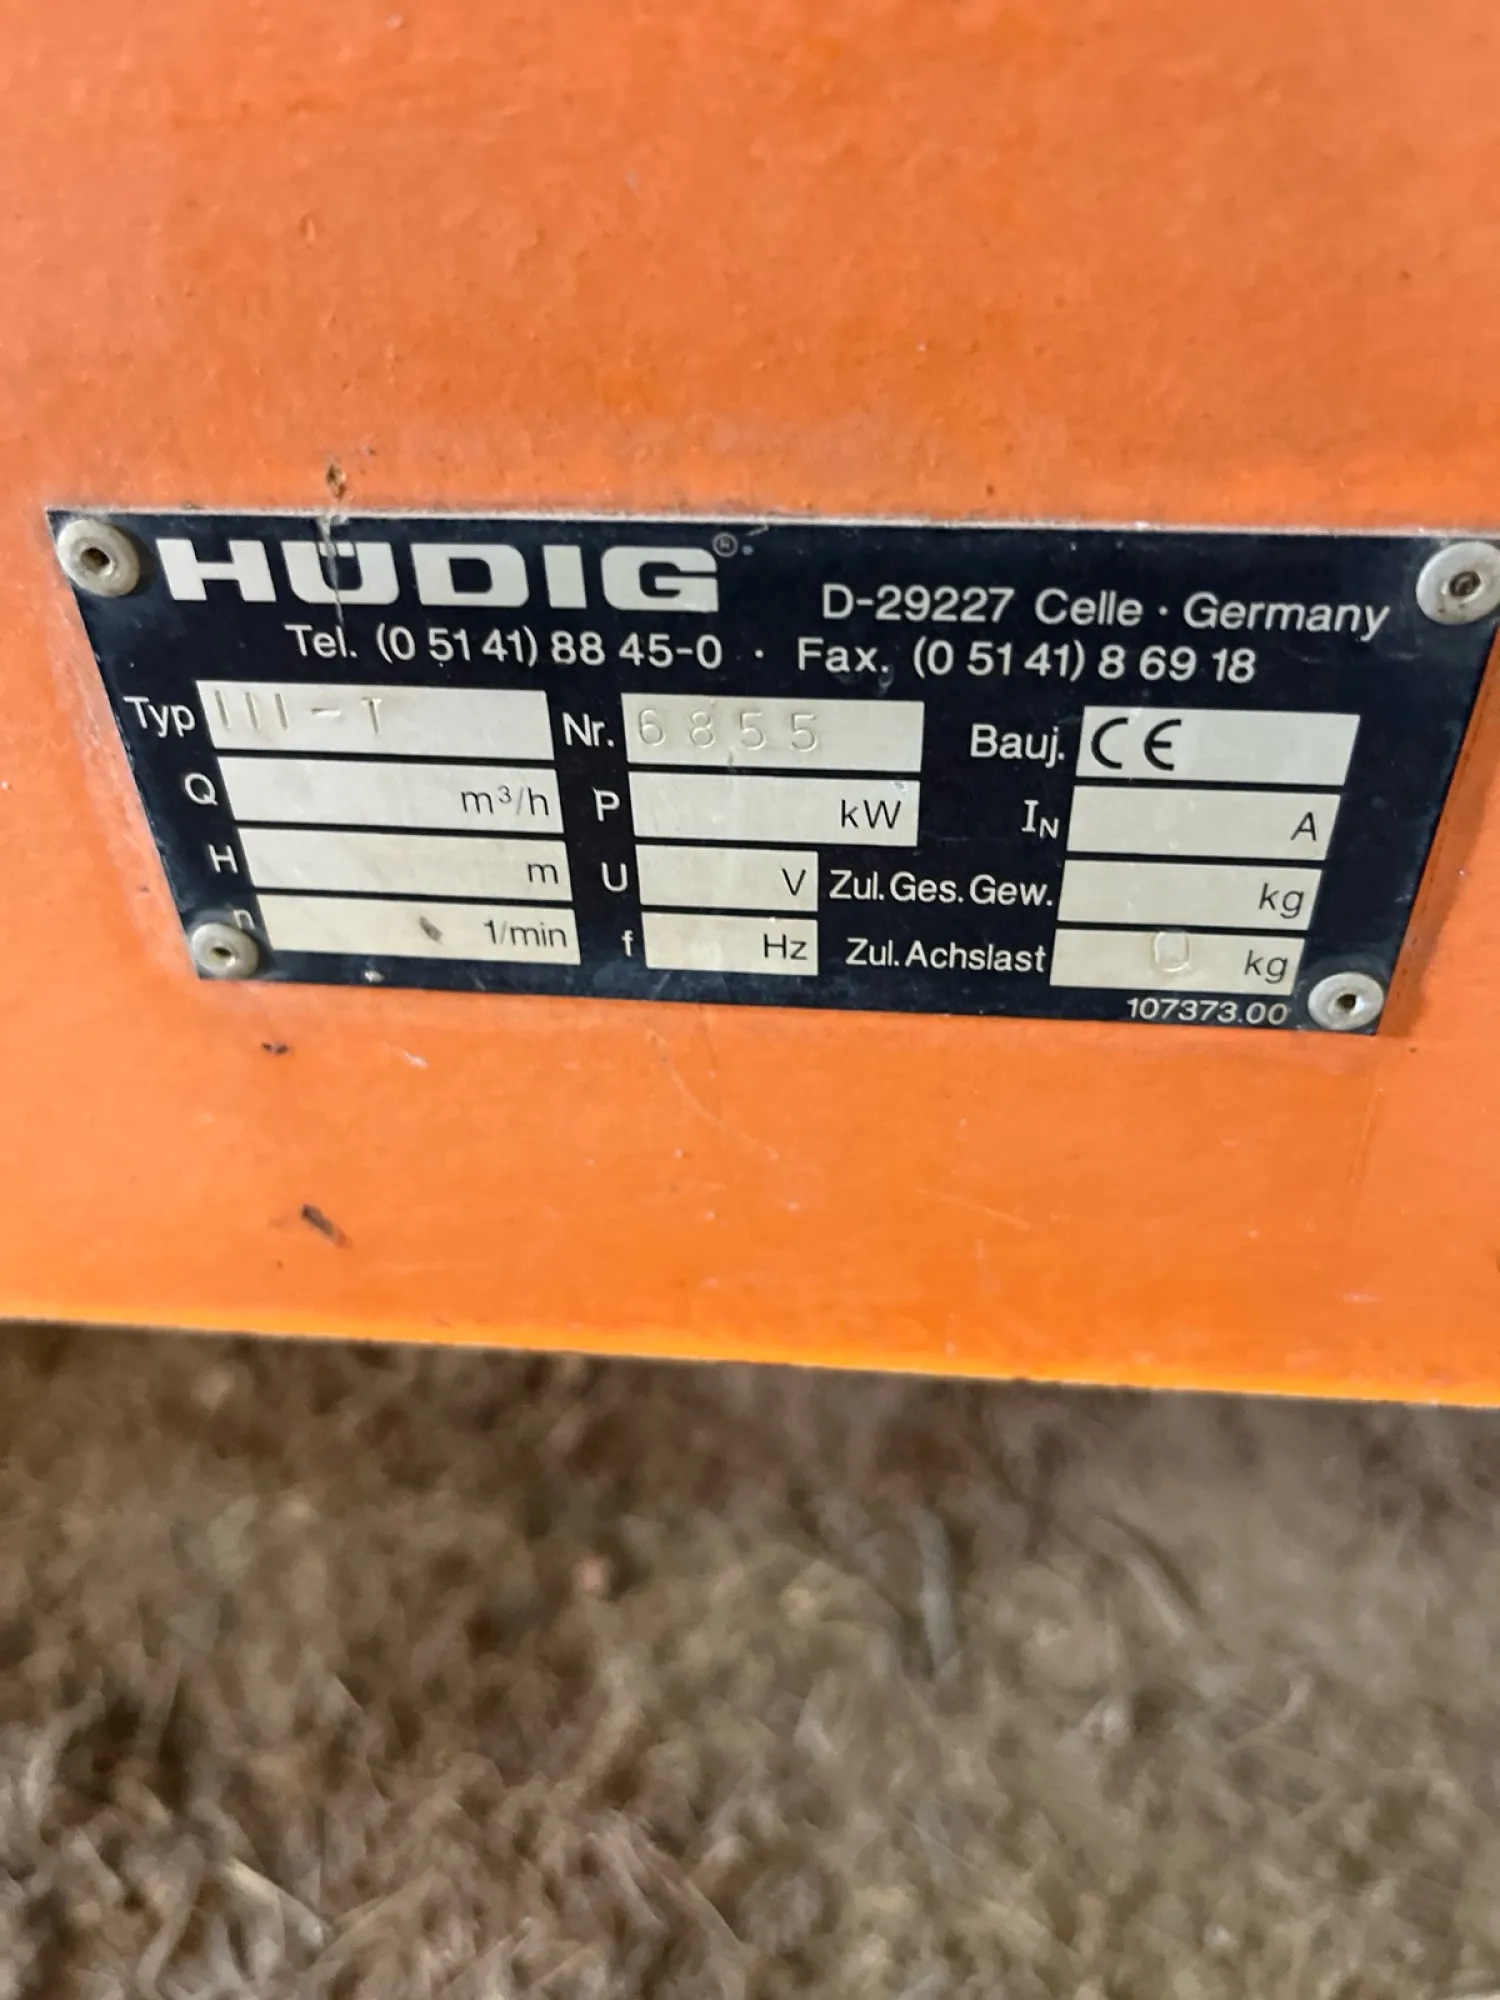 HÜDIG® D-29227 Celle · Germany
Tel. (0 51 41) 88 45-0 · Fax. (0 51 41) 8 69 18
Typ III-T Nr. 6855 Bauj. CE
Q m³/h P kW IN A
H m U V Zul.Ges.Gew. kg
n 1/min f Hz Zul.Achslast kg
107373.00